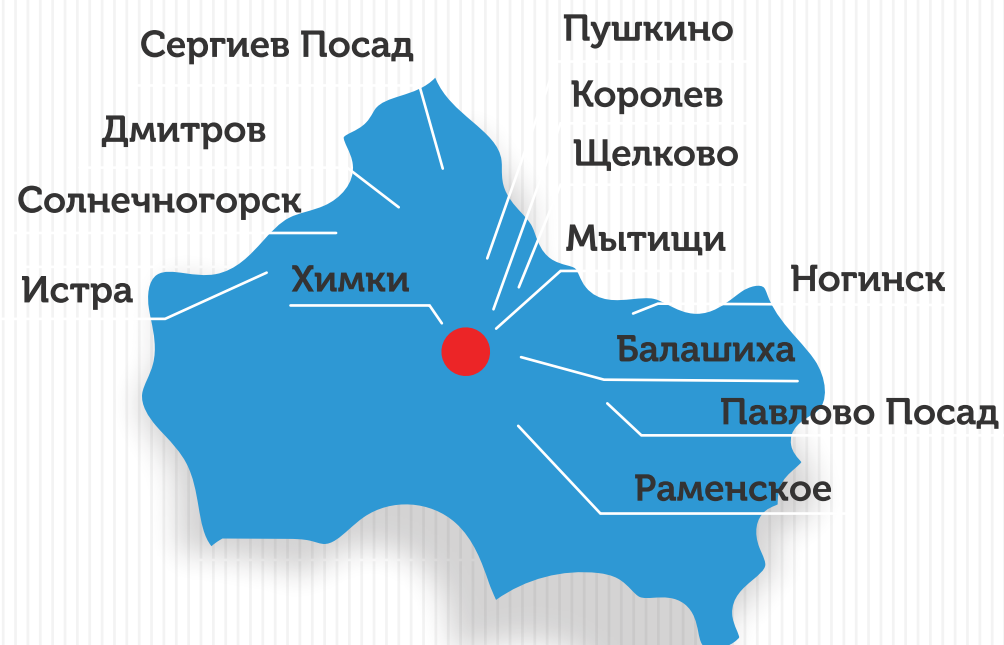 Сергиев Посад
Дмитров
Солнечногорск
Истра
Химки
Пушкино
Королев
Щелково
Мытищи
Ногинск
Балашиха
Павлово Посад
Раменское